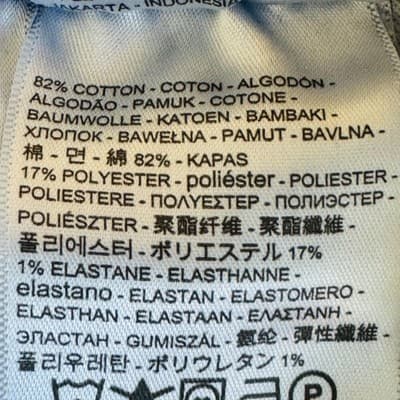 JAKARTA - INDONESIA
82% COTTON - COTON - ALGODÓN -
ALGODÃO - PAMUK - COTONE -
BAUMWOLLE - KATOEN - BAMBAKI -
ХЛОПОК - BAWEŁNA - PAMUT - BAVLNA -
棉 - 면 - 綿 82% - KAPAS
17% POLYESTER - poliéster - POLIESTER -
POLIESTERE - ΠΟΛΥΕΣΤΕΡ - ПОЛИЭСТЕР -
POLIÉSZTER - 聚酯纤维 - 聚酯纖維 -
폴리에스터 - ポリエステル 17%
1% ELASTANE - ELASTHANNE -
elastano - ELASTAN - ELASTOMERO -
ELASTHAN - ELASTAAN - ΕΛΑΣΤΑΝΗ -
ЭЛАСТАН - GUMISZÁL - 氨纶 - 彈性纖維 -
폴리우레탄 - ポリウレタン 1%
P